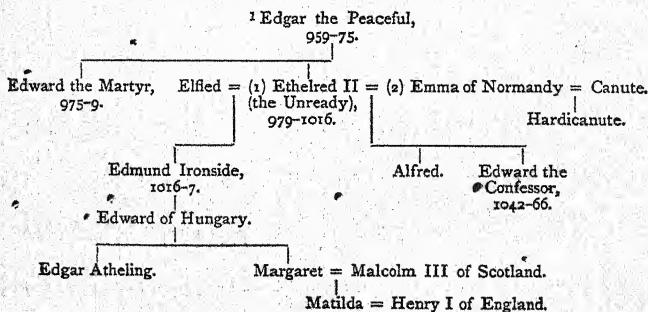 1 Edgar the Peaceful,
959-75.
Edward the Martyr, Elfled = (1) Ethelred II = (2) Emma of Normandy = Canute.
975-9. (the Unready), Hardicanute.
979-1016.
Edmund Ironside, Alfred. Edward the
1016-7. Confessor,
1042-66.
Edward of Hungary.
Edgar Atheling. Margaret = Malcolm III of Scotland.
Matilda = Henry I of England.